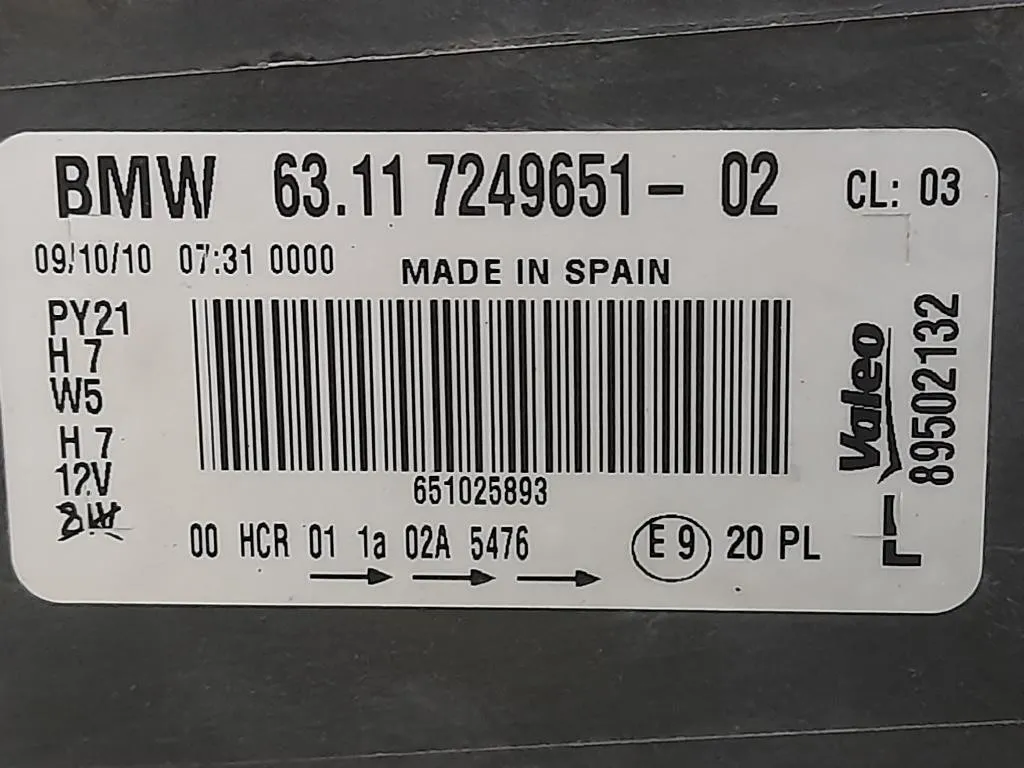 BMW 63.11 7249651- 02 CL: 03
09/10/10 07:31 0000
MADE IN SPAIN
PY21
H 7
W5
H 7
12V
651025893
00 HCR 01 1a 02A 5476
E 9 20 PL
Valeo
89502132
L